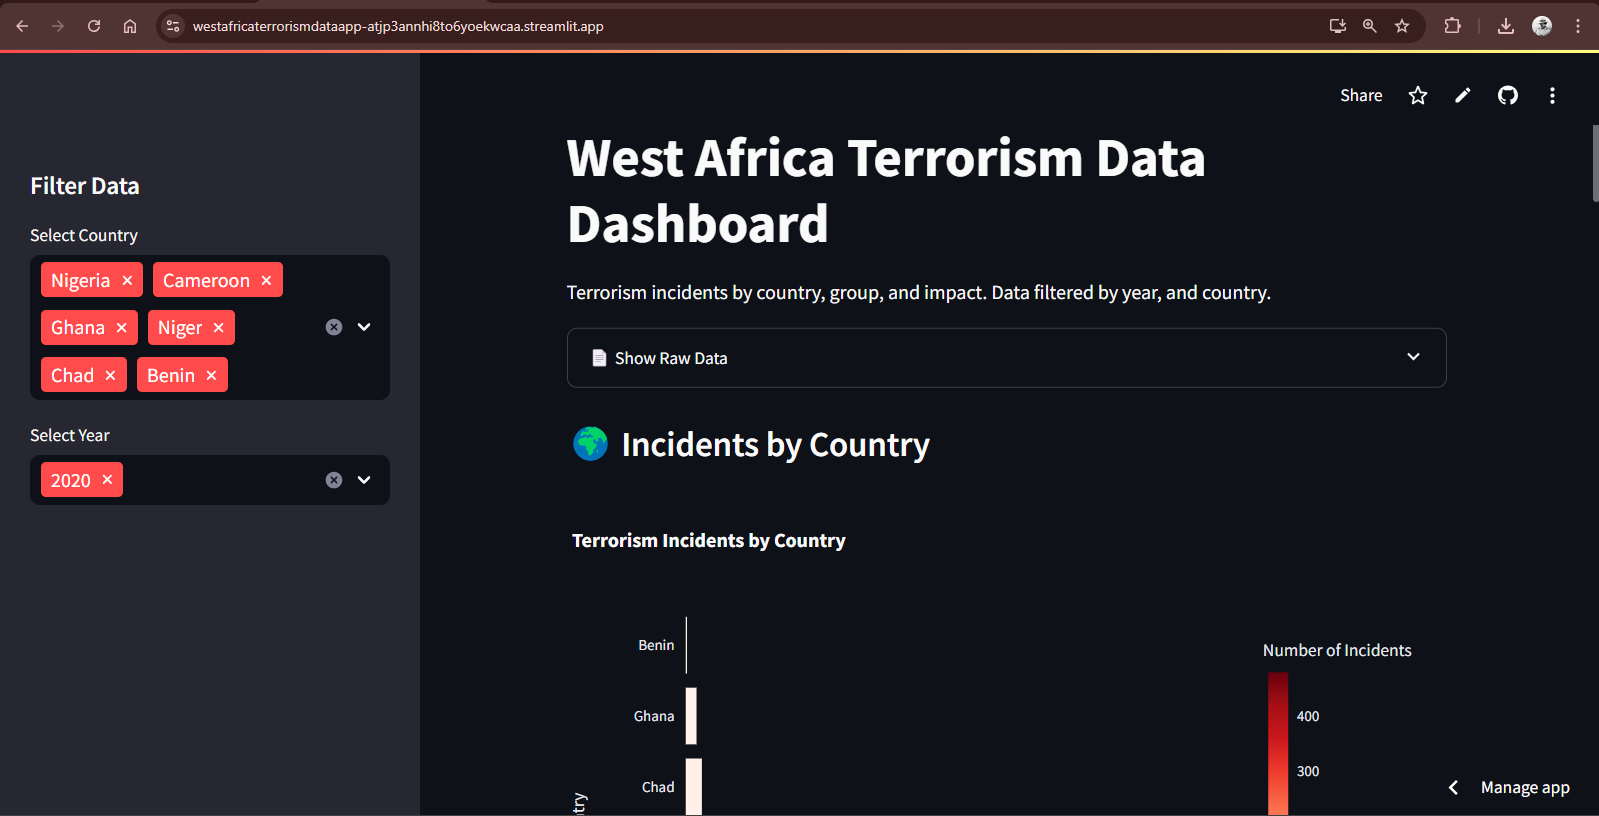 westafricaterrorismdataapp-atjp3annhi8to6yoekwcaa.streamlit.app
Share
Filter Data
Select Country
Nigeria × Cameroon ×
Ghana × Niger ×
Chad × Benin ×
Select Year
2020 ×
West Africa Terrorism Data
Dashboard
Terrorism incidents by country, group, and impact. Data filtered by year, and country.
Show Raw Data
Incidents by Country
Terrorism Incidents by Country
Benin
Ghana
Chad
Number of Incidents
400
300
Manage app